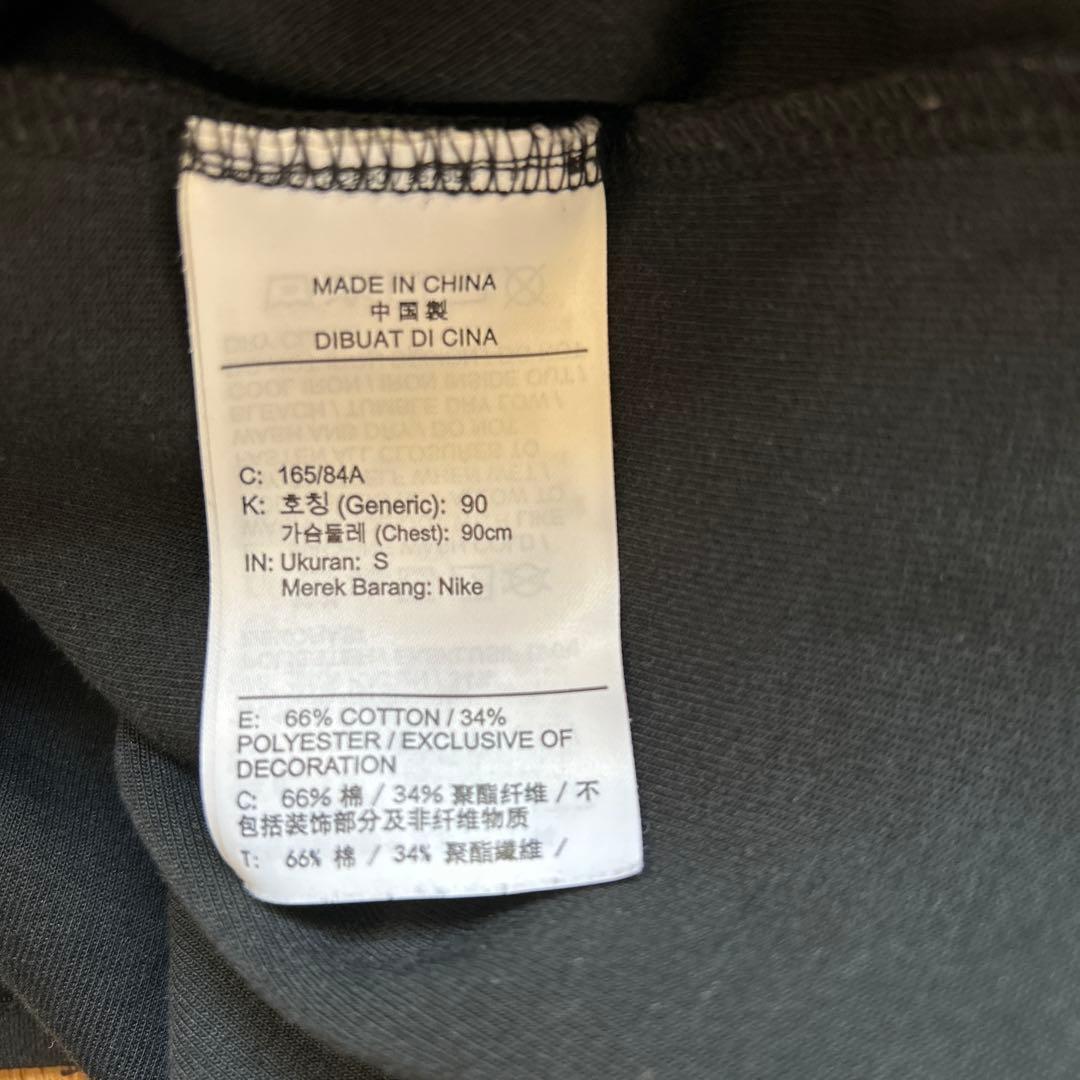 MADE IN CHINA
中国製
DIBUAT DI CINA
C: 165/84A
K: 호칭 (Generic): 90
가슴둘레 (Chest): 90cm
IN: Ukuran: S
Merek Barang: Nike
E: 66% COTTON / 34%
POLYESTER / EXCLUSIVE OF
DECORATION
C: 66% 棉 / 34% 聚酯纤维 / 不
包括装饰部分及非纤维物质
T: 66% 棉 / 34% 聚酯纖維 /